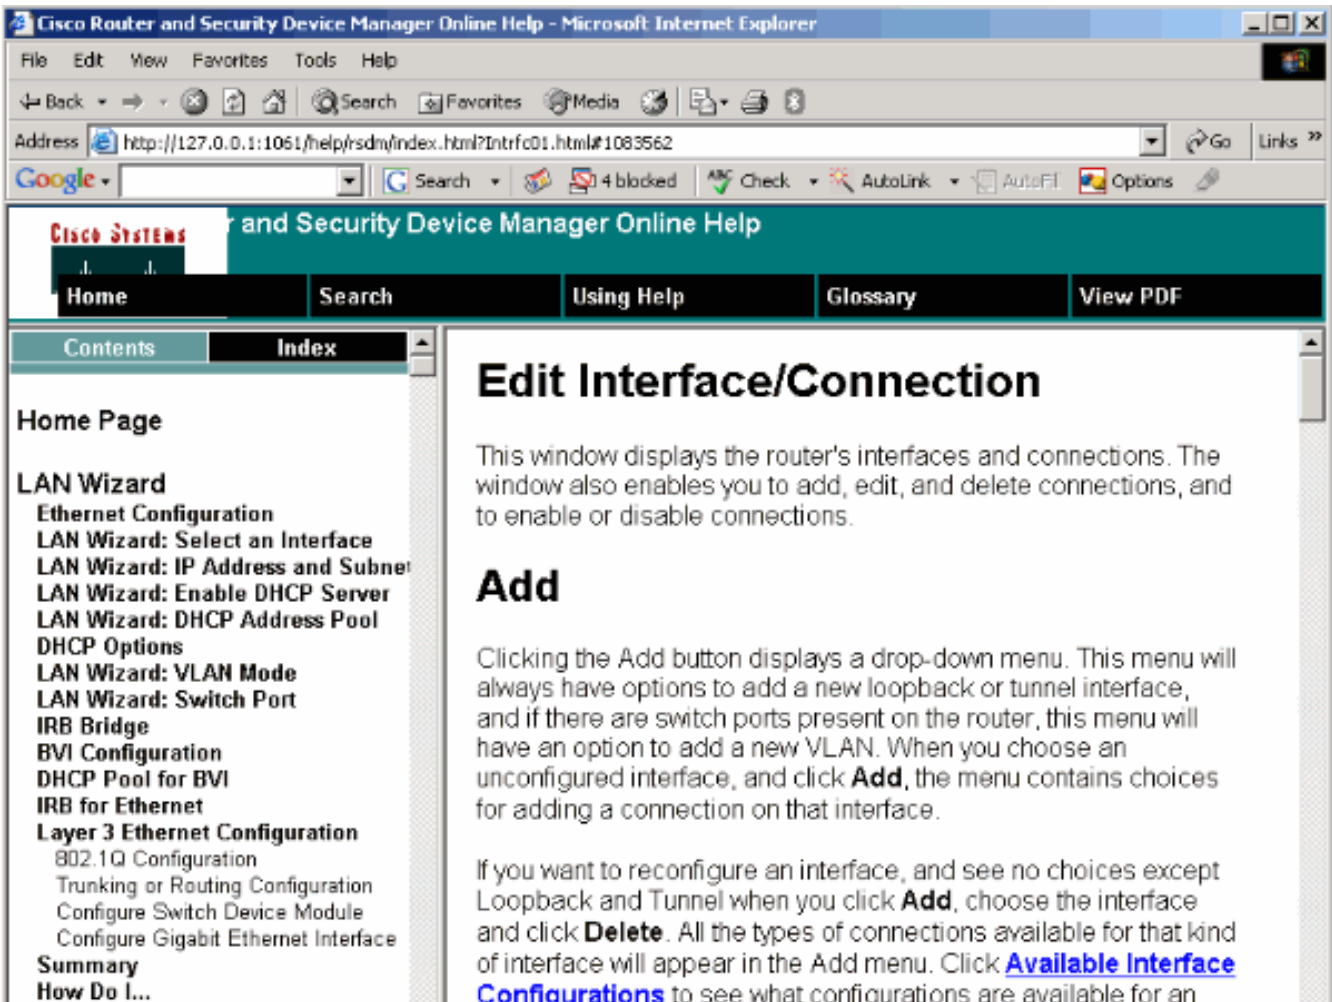 Cisco Router and Security Device Manager Online Help - Microsoft Internet Explorer
File Edit View Favorites Tools Help
Back Search Favorites Media
Address http://127.0.0.1:1061/help/rsdm/index.html?Intrfc01.html#1083562 Go Links »
Google G Search 4 blocked ABC Check AutoLink AutoFill Options
CISCO SYSTEMS
r and Security Device Manager Online Help
Home Search Using Help Glossary View PDF
Contents Index
Home Page
LAN Wizard
Ethernet Configuration
LAN Wizard: Select an Interface
LAN Wizard: IP Address and Subnet
LAN Wizard: Enable DHCP Server
LAN Wizard: DHCP Address Pool
DHCP Options
LAN Wizard: VLAN Mode
LAN Wizard: Switch Port
IRB Bridge
BVI Configuration
DHCP Pool for BVI
IRB for Ethernet
Layer 3 Ethernet Configuration
802.1Q Configuration
Trunking or Routing Configuration
Configure Switch Device Module
Configure Gigabit Ethernet Interface
Summary
How Do I...
Edit Interface/Connection
This window displays the router's interfaces and connections. The
window also enables you to add, edit, and delete connections, and
to enable or disable connections.
Add
Clicking the Add button displays a drop-down menu. This menu will
always have options to add a new loopback or tunnel interface,
and if there are switch ports present on the router, this menu will
have an option to add a new VLAN. When you choose an
unconfigured interface, and click Add, the menu contains choices
for adding a connection on that interface.
If you want to reconfigure an interface, and see no choices except
Loopback and Tunnel when you click Add, choose the interface
and click Delete. All the types of connections available for that kind
of interface will appear in the Add menu. Click Available Interface
Configurations to see what configurations are available for an